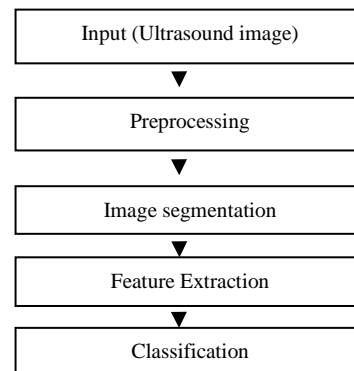 Input (Ultrasound image)
Preprocessing
Image segmentation
Feature Extraction
Classification